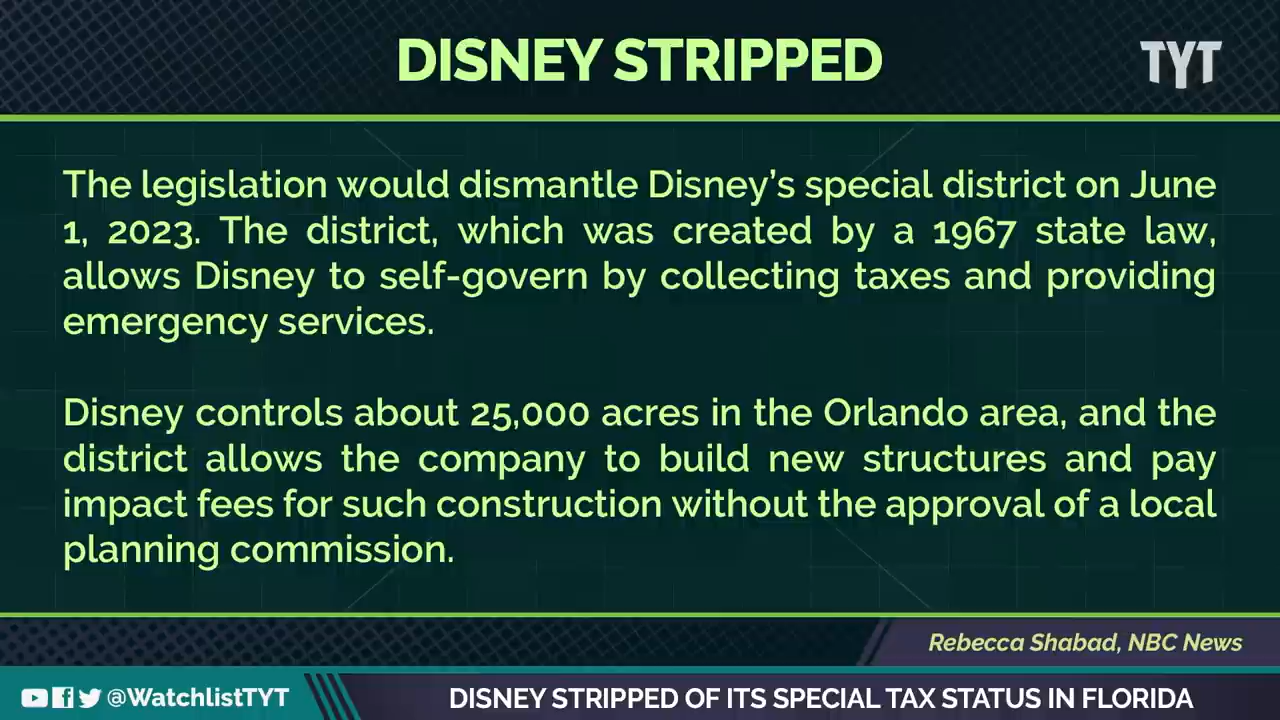 DISNEY STRIPPED
TYT
The legislation would dismantle Disney’s special district on June
1, 2023. The district, which was created by a 1967 state law,
allows Disney to self-govern by collecting taxes and providing
emergency services.
Disney controls about 25,000 acres in the Orlando area, and the
district allows the company to build new structures and pay
impact fees for such construction without the approval of a local
planning commission.
Rebecca Shabad, NBC News
@WatchlistTYT
DISNEY STRIPPED OF ITS SPECIAL TAX STATUS IN FLORIDA